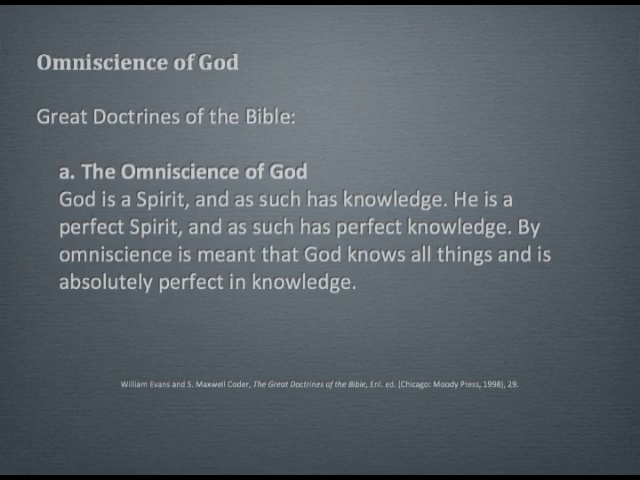 Omniscience of God
Great Doctrines of the Bible:
a. The Omniscience of God
God is a Spirit, and as such has knowledge. He is a
perfect Spirit, and as such has perfect knowledge. By
omniscience is meant that God knows all things and is
absolutely perfect in knowledge.
William Evans and S. Maxwell Coder, The Great Doctrines of the Bible, Enl. ed. (Chicago: Moody Press, 1998), 29.